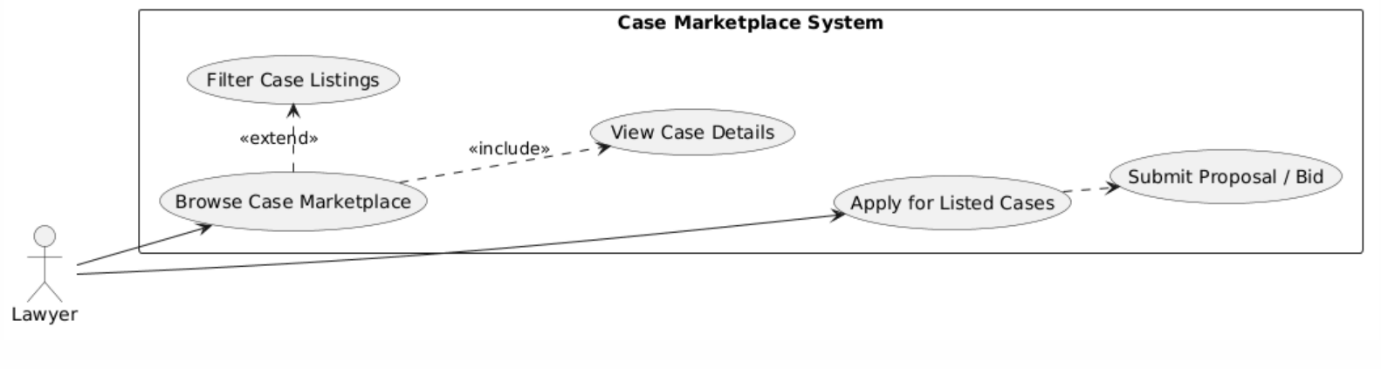 Case Marketplace System
Filter Case Listings
«extend»
View Case Details
«include»
Submit Proposal / Bid
Browse Case Marketplace
Apply for Listed Cases
Lawyer